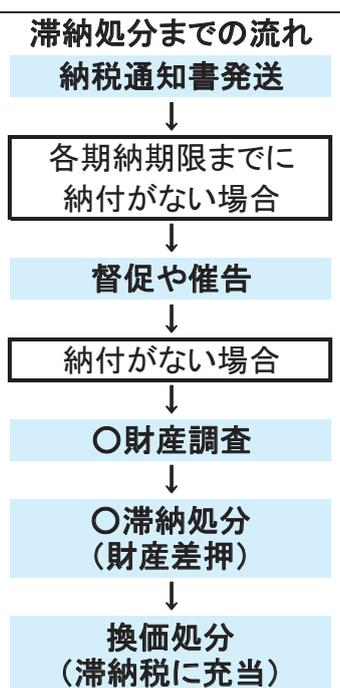 滞納処分までの流れ
納税通知書発送
↓
各期納期限までに
納付がない場合
↓
督促や催告
↓
納付がない場合
↓
〇財産調査
↓
〇滞納処分
（財産差押）
↓
換価処分
（滞納税に充当）